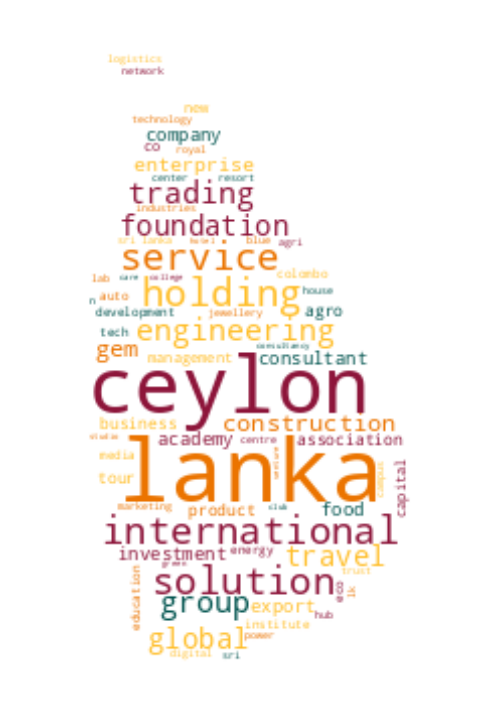 logistics
network
new
technology
company
co royal
enterprise
center resort
trading
industries
foundation
sri lanka hotel blue agri
service
lab care college colombo
auto holding house
n development jewellery agro
tech engineering
gem management consultancy consultant
ceylon
business construction
studio academy centre association
media lanka venture campus capital
tour
marketing product club food
international
investment energy travel
green trust
solution eco lk
education group export hub
institute
global power
digital sri